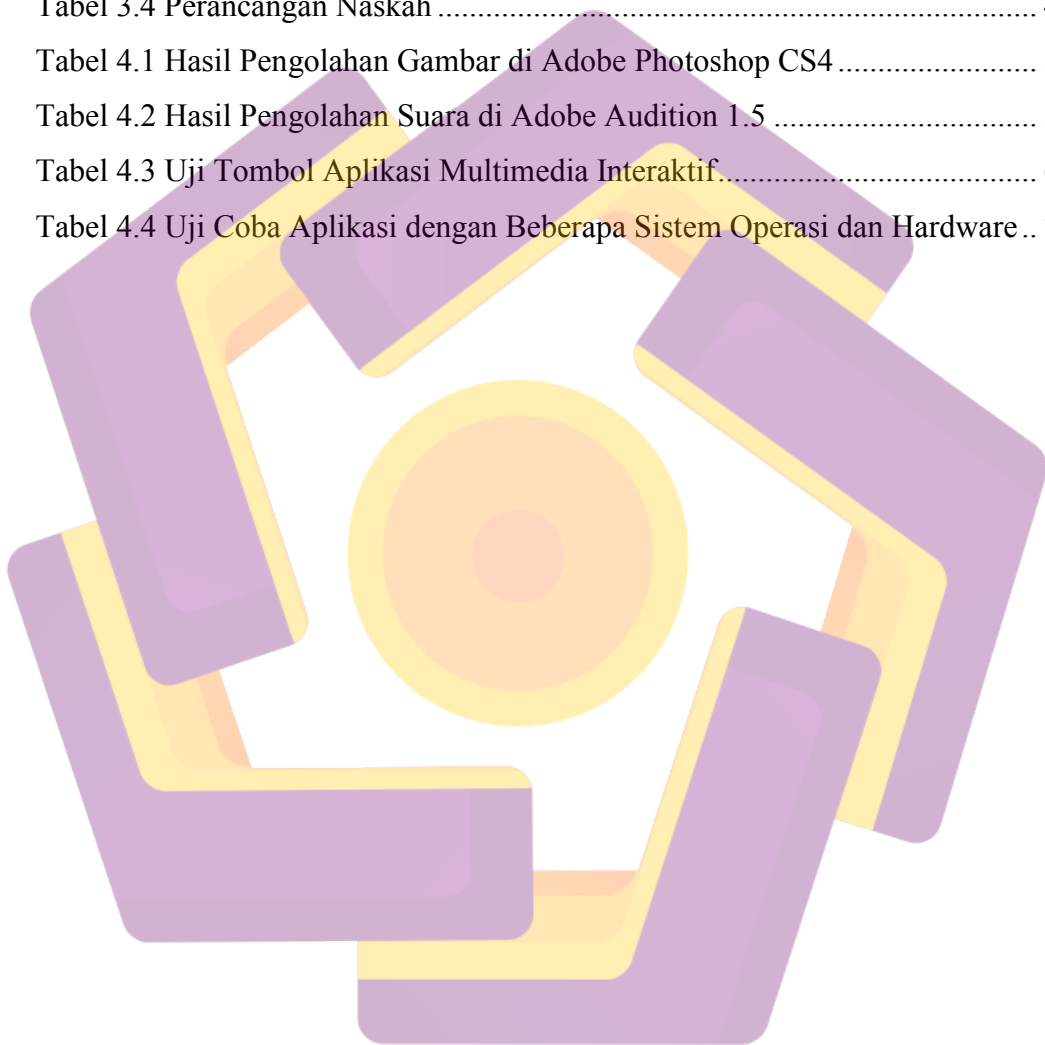 Tabel 3.4 Perancangan Naskah ...........................................................................
Tabel 4.1 Hasil Pengolahan Gambar di Adobe Photoshop CS4 .........................
Tabel 4.2 Hasil Pengolahan Suara di Adobe Audition 1.5 .................................
Tabel 4.3 Uji Tombol Aplikasi Multimedia Interaktif........................................
Tabel 4.4 Uji Coba Aplikasi dengan Beberapa Sistem Operasi dan Hardware ..